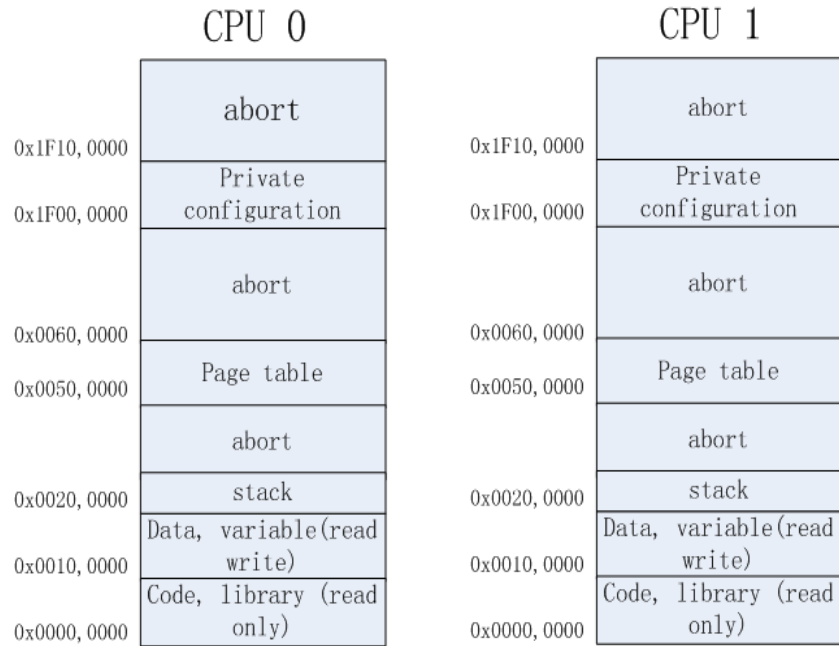 CPU 0
abort
0x1F10,0000
Private
configuration
0x1F00,0000
abort
0x0060,0000
Page table
0x0050,0000
abort
stack
0x0020,0000
Data, variable(read
write)
0x0010,0000
Code, library (read
only)
0x0000,0000
CPU 1
abort
0x1F10,0000
Private
configuration
0x1F00,0000
abort
0x0060,0000
Page table
0x0050,0000
abort
stack
0x0020,0000
Data, variable(read
write)
0x0010,0000
Code, library (read
only)
0x0000,0000